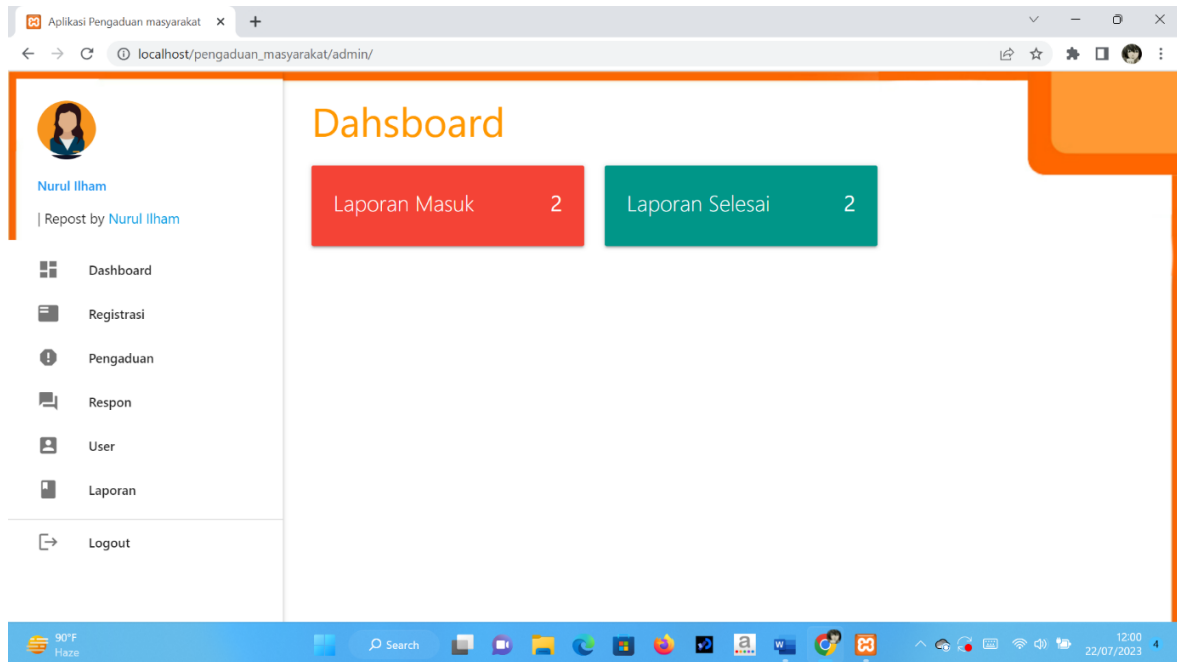 Aplikasi Pengaduan masyarakat
localhost/pengaduan_masyarakat/admin/
Nurul Ilham
| Repost by Nurul Ilham
Dashboard
Registrasi
Pengaduan
Respon
User
Laporan
Logout
Dahsboard
Laporan Masuk 2
Laporan Selesai 2
90°F
Haze
Search
a
W
12:00
22/07/2023
4